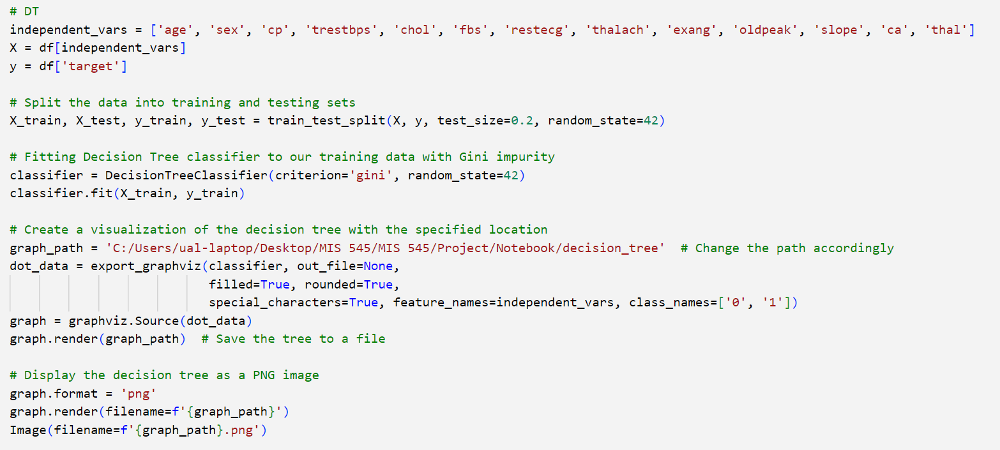 # DT
independent_vars = ['age', 'sex', 'cp', 'trestbps', 'chol', 'fbs', 'restecg', 'thalach', 'exang', 'oldpeak', 'slope', 'ca', 'thal']
X = df[independent_vars]
y = df['target']
# Split the data into training and testing sets
X_train, X_test, y_train, y_test = train_test_split(X, y, test_size=0.2, random_state=42)
# Fitting Decision Tree classifier to our training data with Gini impurity
classifier = DecisionTreeClassifier(criterion='gini', random_state=42)
classifier.fit(X_train, y_train)
# Create a visualization of the decision tree with the specified location
graph_path = 'C:/Users/ual-laptop/Desktop/MIS 545/MIS 545/Project/Notebook/decision_tree'  # Change the path accordingly
dot_data = export_graphviz(classifier, out_file=None,
                           filled=True, rounded=True,
                           special_characters=True, feature_names=independent_vars, class_names=['0', '1'])
graph = graphviz.Source(dot_data)
graph.render(graph_path)  # Save the tree to a file
# Display the decision tree as a PNG image
graph.format = 'png'
graph.render(filename=f'{graph_path}')
Image(filename=f'{graph_path}.png')